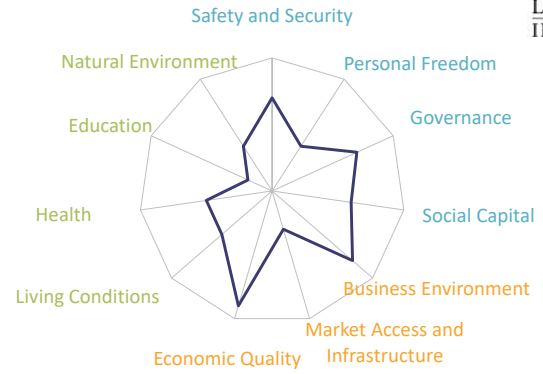 Safety and Security
Natural Environment
Personal Freedom
Education
Governance
Health
Social Capital
Living Conditions
Business Environment
Market Access and
Infrastructure
Economic Quality